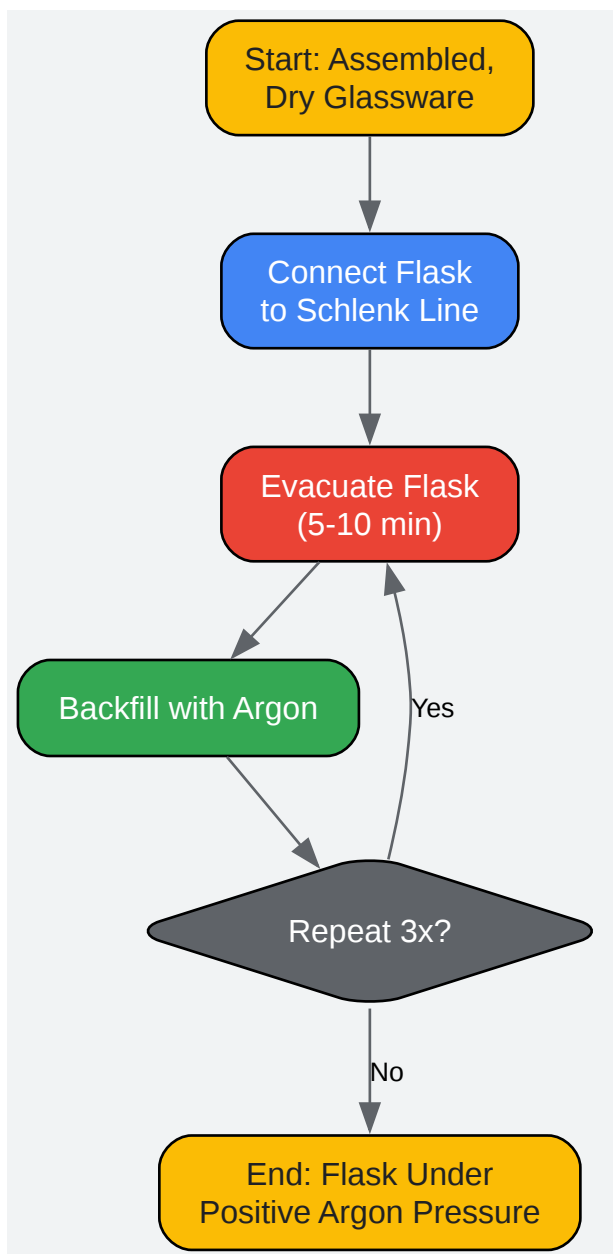 Start: Assembled,
Dry Glassware
Connect Flask
to Schlenk Line
Evacuate Flask
(5-10 min)
Backfill with Argon
Yes
Repeat 3x?
No
End: Flask Under
Positive Argon Pressure